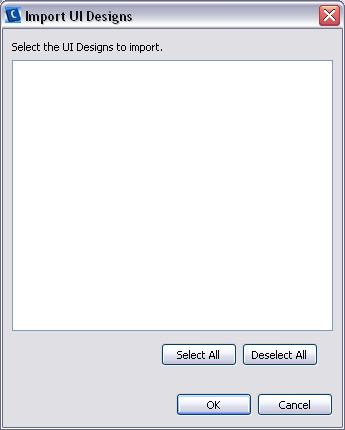 Import UI Designs
Select the UI Designs to import.
Select All
Deselect All
OK
Cancel